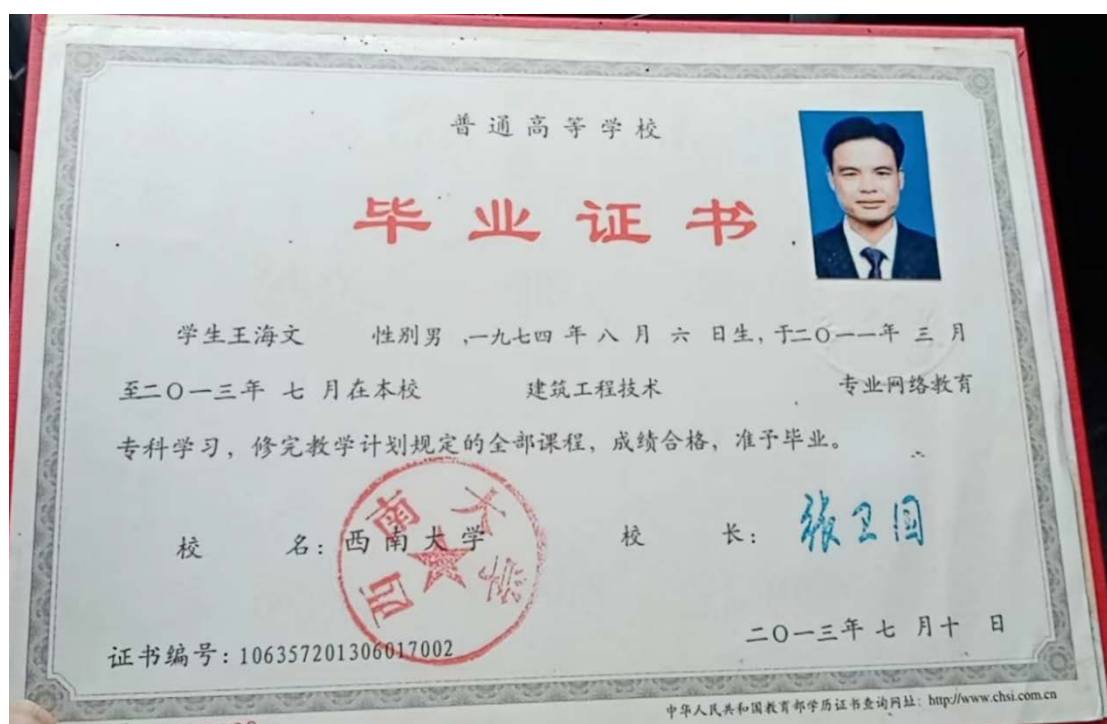 普通高等学校
毕业证书
学生王海文 性别男 ,一九七四 年 八 月 六 日生, 于二〇一一年 三 月
至二〇一三年 七 月在本校 建筑工程技术 专业网络教育
专科学习, 修完教学计划规定的全部课程, 成绩合格, 准予毕业。
校 名: 西南大学 校 长: 张卫国
西南大学
二〇一三年 七 月十 日
证书编号: 106357201306017002
中华人民共和国教育部学历证书查询网址: http://www.chsi.com.cn